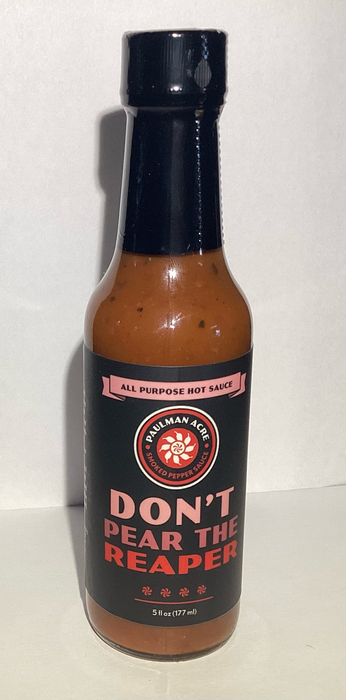 ALL PURPOSE HOT SAUCE
PAULMAN ACRE
SMOKED PEPPER SAUCE
DON'T
PEAR THE
REAPER
5 fl oz (177 ml)